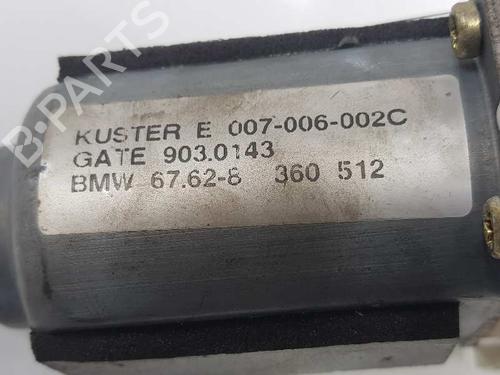 KUSTER E 007-006-002C
GATE 903.0143
BMW 67.62-8 360 512
B-PARTS